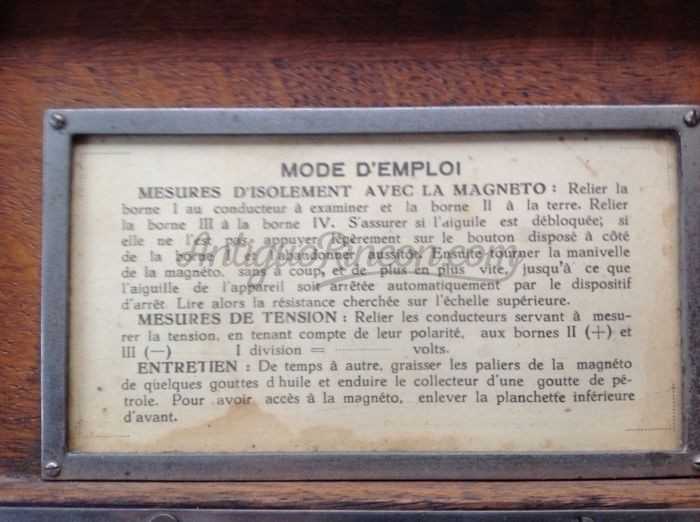 MODE D'EMPLOI
MESURES D'ISOLEMENT AVEC LA MAGNETO : Relier la
borne I au conducteur à examiner et la borne II à la terre. Relier
la borne III à la borne IV. S'assurer si l'aiguile est débloquée; si
elle ne l'est pas, appuyer légèrement sur le bouton disposé à côté
de la borne I et l'abandonner aussitôt. Ensuite tourner la manivelle
de la magnéto, sans à coup, et de plus en plus vite, jusqu'à ce que
l'aiguille de l'appareil soit arrêtée automatiquement par le dispositif
d'arrêt. Lire alors la résistance cherchée sur l'échelle supérieure.
MESURES DE TENSION : Relier les conducteurs servant à mesu-
rer la tension, en tenant compte de leur polarité, aux bornes II (+) et
III (—) I division = volts.
ENTRETIEN : De temps à autre, graisser les paliers de la magnéto
de quelques gouttes d'huile et enduire le collecteur d'une goutte de pé-
trole. Pour avoir accès à la magnéto, enlever la planchette inférieure
d'avant.
AntiguoRincon.com